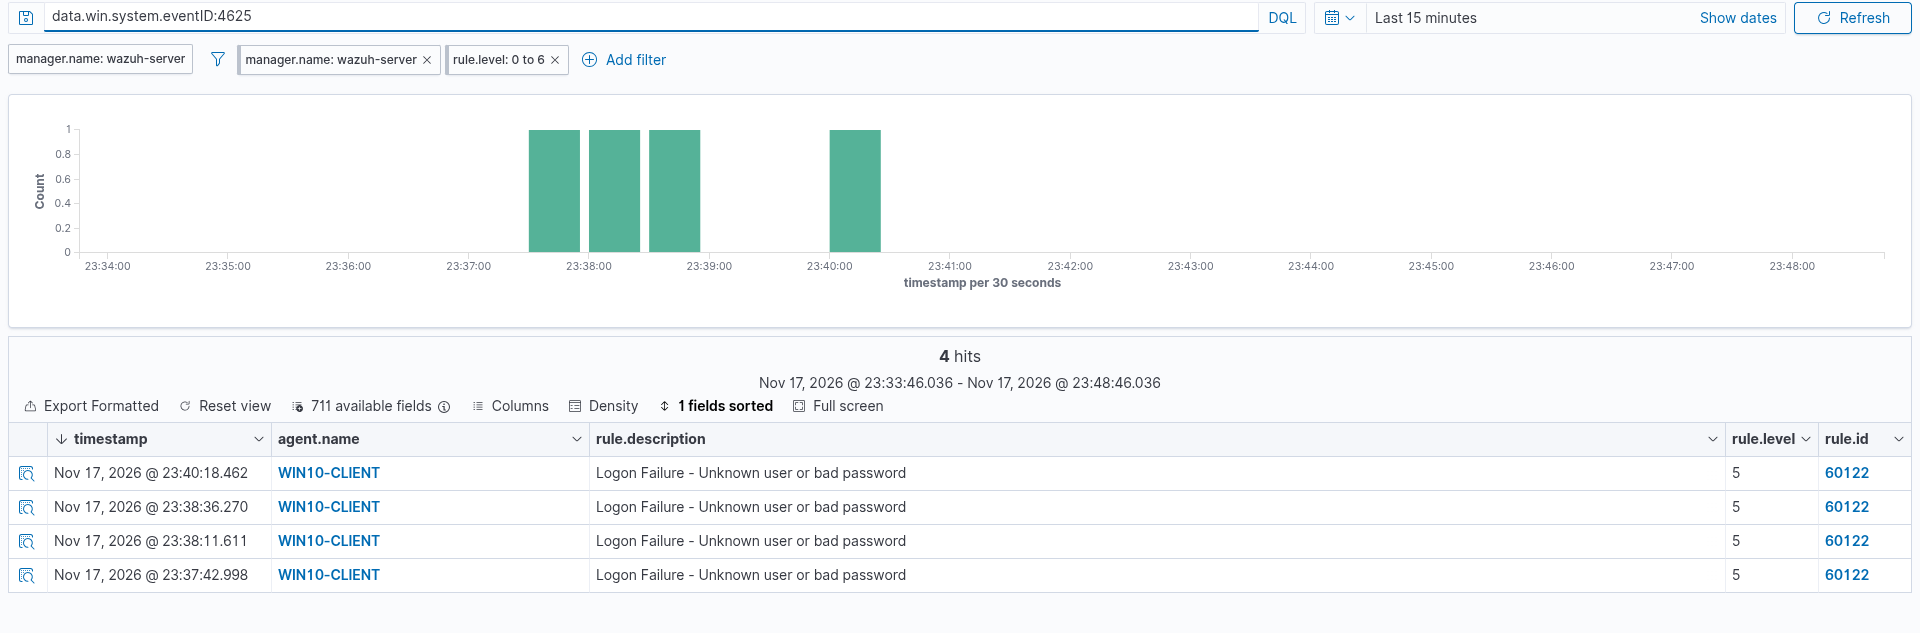 data.win.system.eventID:4625 DQL Last 15 minutes Show dates Refresh
manager.name: wazuh-server manager.name: wazuh-server × rule.level: 0 to 6 × Add filter
1
0.8
0.6
0.4
0.2
0
Count
23:34:00 23:35:00 23:36:00 23:37:00 23:38:00 23:39:00 23:40:00 23:41:00 23:42:00 23:43:00 23:44:00 23:45:00 23:46:00 23:47:00 23:48:00
timestamp per 30 seconds
4 hits
Nov 17, 2026 @ 23:33:46.036 - Nov 17, 2026 @ 23:48:46.036
Export Formatted Reset view 711 available fields Columns Density 1 fields sorted Full screen
timestamp agent.name rule.description rule.level rule.id
Nov 17, 2026 @ 23:40:18.462 WIN10-CLIENT Logon Failure - Unknown user or bad password 5 60122
Nov 17, 2026 @ 23:38:36.270 WIN10-CLIENT Logon Failure - Unknown user or bad password 5 60122
Nov 17, 2026 @ 23:38:11.611 WIN10-CLIENT Logon Failure - Unknown user or bad password 5 60122
Nov 17, 2026 @ 23:37:42.998 WIN10-CLIENT Logon Failure - Unknown user or bad password 5 60122